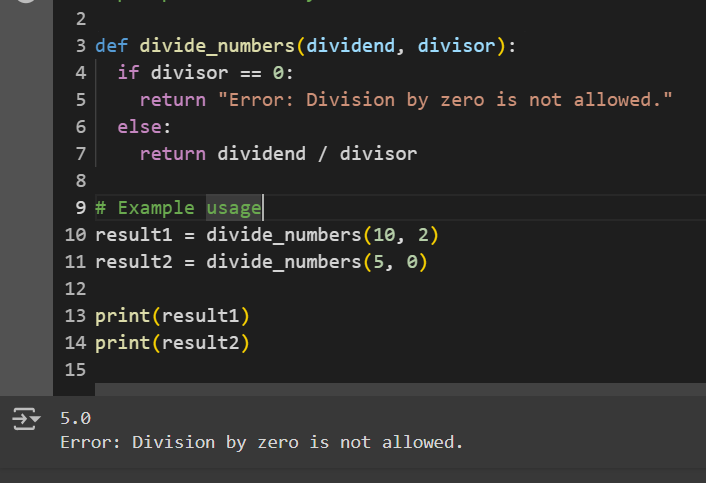 2
3 def divide_numbers(dividend, divisor):
4   if divisor == 0:
5     return "Error: Division by zero is not allowed."
6   else:
7     return dividend / divisor
8
9 # Example usage
10 result1 = divide_numbers(10, 2)
11 result2 = divide_numbers(5, 0)
12
13 print(result1)
14 print(result2)
15
5.0
Error: Division by zero is not allowed.